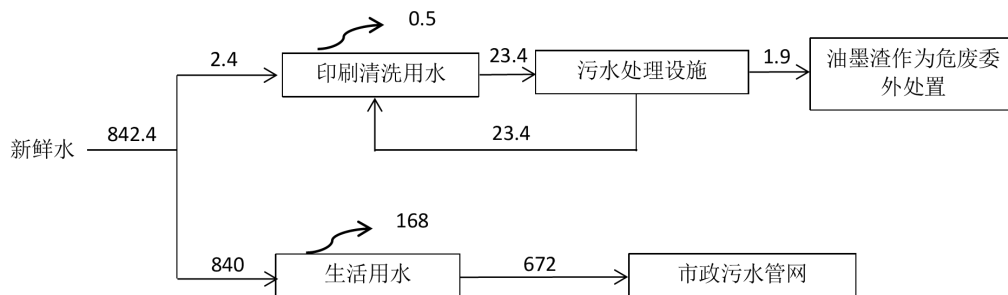 0.5
2.4
印刷清洗用水
23.4
污水处理设施
1.9
油墨渣作为危废委
外处置
23.4
新鲜水
842.4
168
840
生活用水
672
市政污水管网